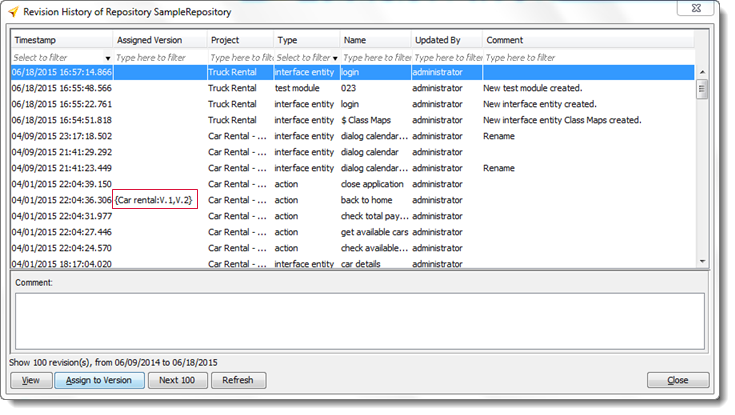 Revision History of Repository SampleRepository
Timestamp Assigned Version Project Type Name Updated By Comment
Select to filter Type here to filter Type here to filter Select to filter Type here to filter Type here to filter Type here to filter
06/18/2015 16:57:14.866 Truck Rental interface entity login administrator
06/18/2015 16:55:48.566 Truck Rental test module 023 administrator New test module created.
06/18/2015 16:55:22.761 Truck Rental interface entity login administrator New interface entity created.
06/18/2015 16:54:51.818 Truck Rental interface entity $ Class Maps administrator New interface entity Class Maps created.
04/09/2015 23:17:18.502 Car Rental - ... interface entity dialog calendar... administrator Rename
04/09/2015 21:41:29.292 Car Rental - ... interface entity dialog calendar administrator
04/09/2015 21:41:23.449 Car Rental - ... interface entity dialog calendar... administrator Rename
04/01/2015 22:04:39.150 Car Rental - ... action close application administrator
04/01/2015 22:04:36.306 {Car rental:V.1,V.2} Car Rental - ... action back to home administrator
04/01/2015 22:04:31.977 Car Rental - ... action check total pay... administrator
04/01/2015 22:04:27.446 Car Rental - ... action get available cars administrator
04/01/2015 22:04:24.570 Car Rental - ... action check available... administrator
04/01/2015 18:17:04.020 Car Rental - ... interface entity car details administrator
Comment:
Show 100 revision(s), from 06/09/2014 to 06/18/2015
View Assign to Version Next 100 Refresh Close